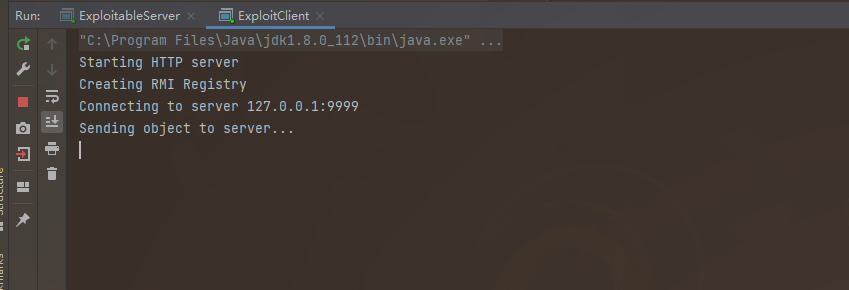 Run:
ExploitableServer
ExploitClient
"C:\Program Files\Java\jdk1.8.0_112\bin\java.exe" ...
Starting HTTP server
Creating RMI Registry
Connecting to server 127.0.0.1:9999
Sending object to server...
Structure